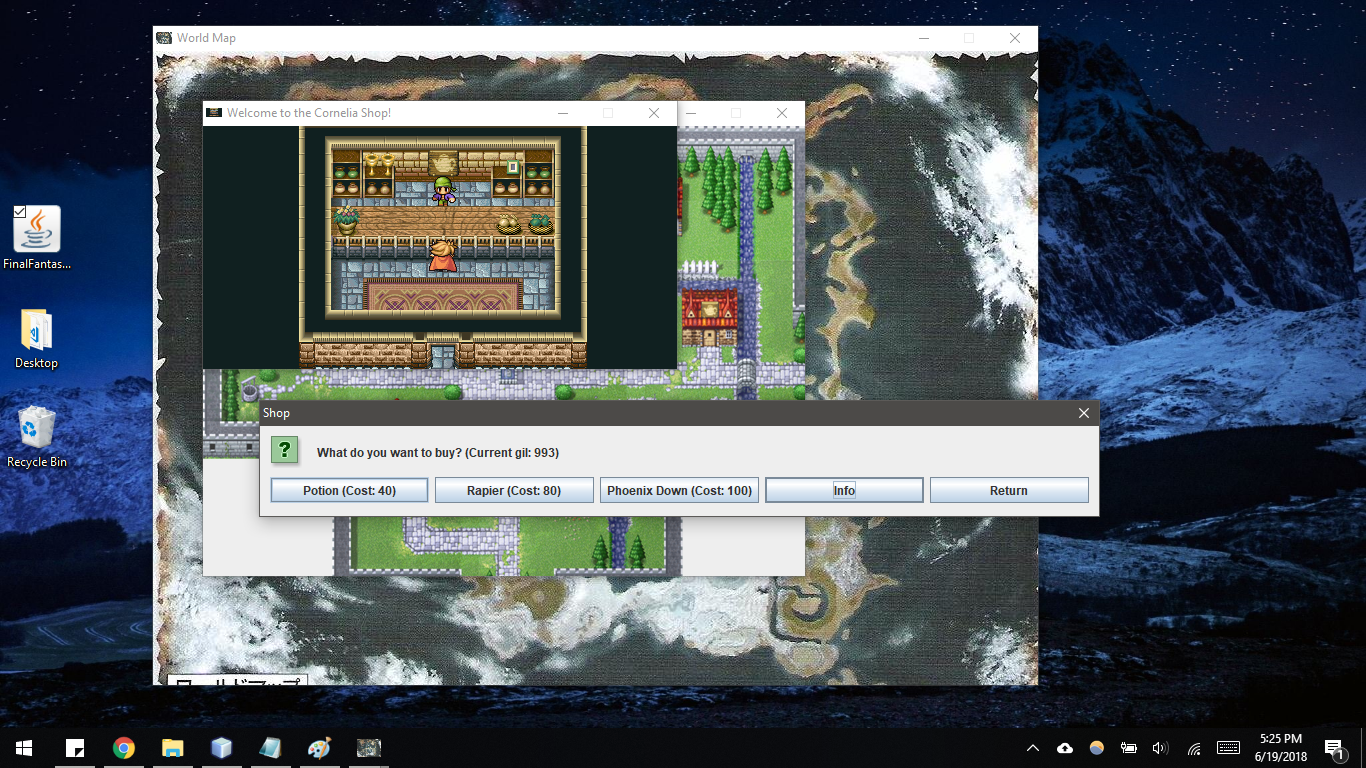 World Map
Welcome to the Cornelia Shop!
FinalFantas...
Desktop
Recycle Bin
Shop
?
What do you want to buy? (Current gil: 993)
Potion (Cost: 40)
Rapier (Cost: 80)
Phoenix Down (Cost: 100)
Info
Return
ワールドマップ
5:25 PM
6/19/2018
1